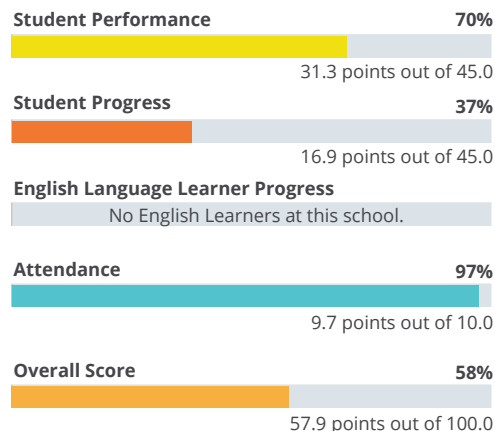 Student Performance 70%
31.3 points out of 45.0
Student Progress 37%
16.9 points out of 45.0
English Language Learner Progress
No English Learners at this school.
Attendance 97%
9.7 points out of 10.0
Overall Score 58%
57.9 points out of 100.0